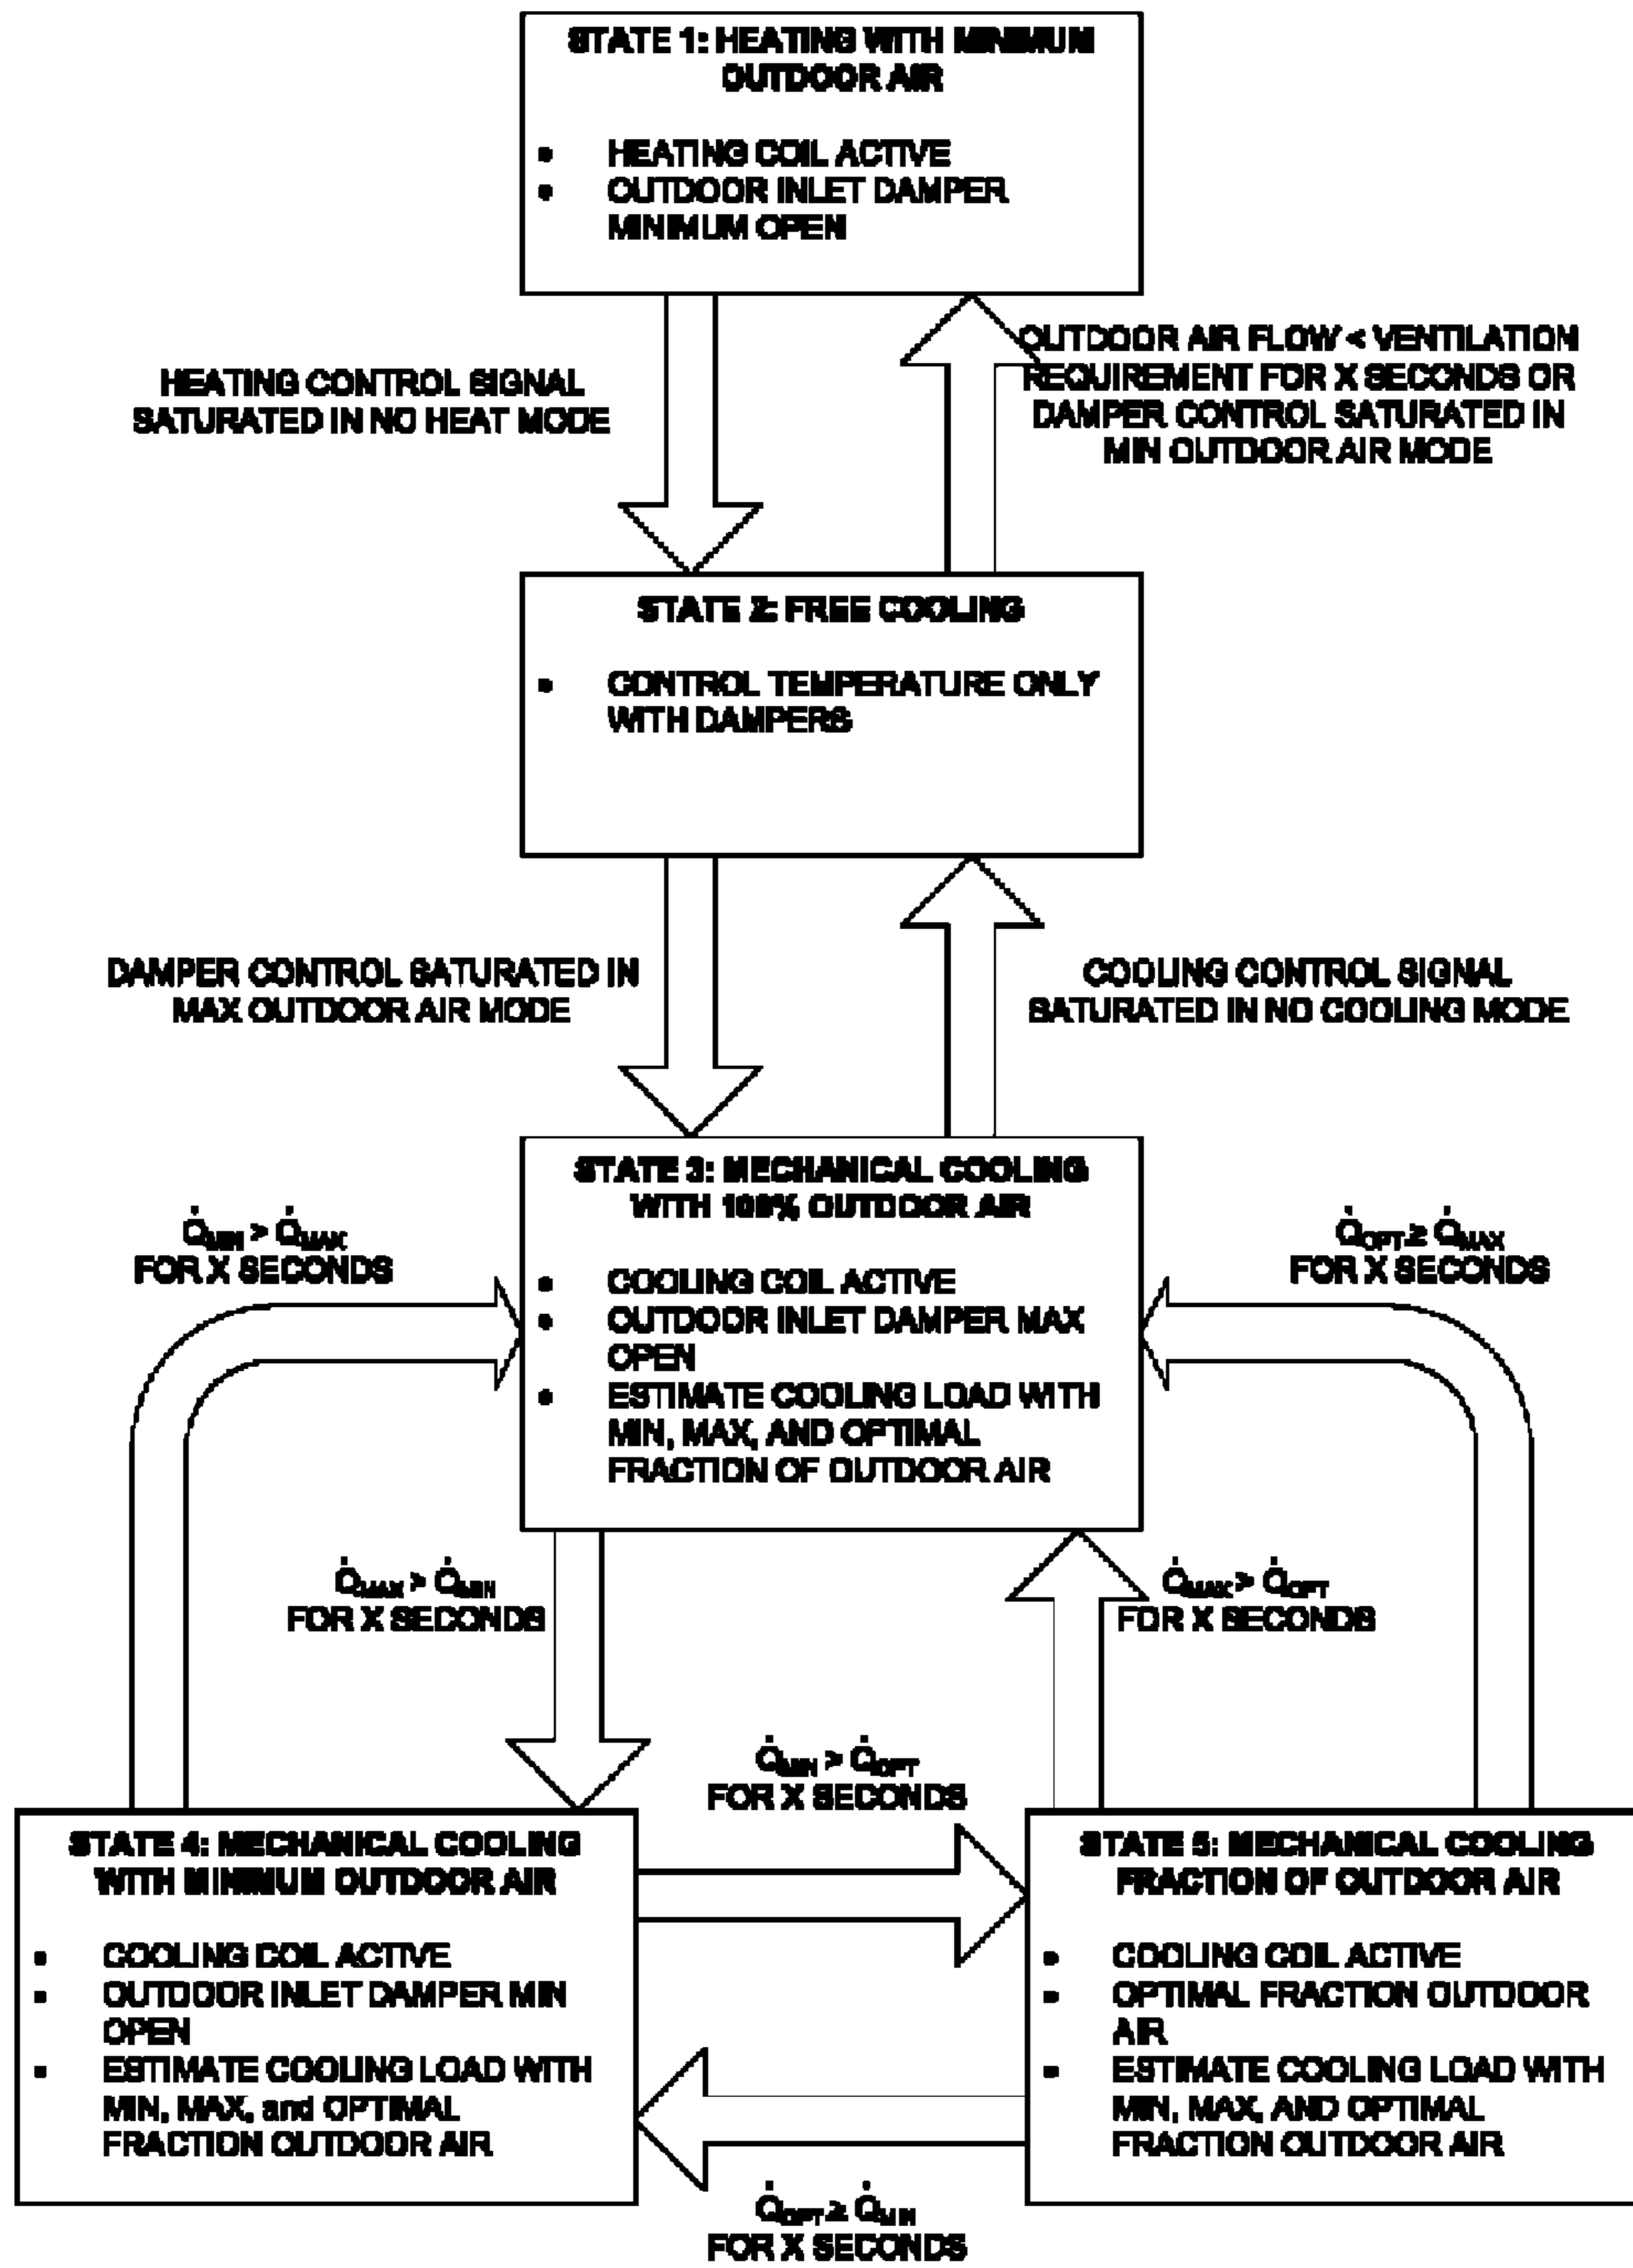 STATE 1: HEATING WITH MINIMUM
OUTDOOR AIR
• HEATING COIL ACTIVE
• OUTDOOR INLET DAMPER
MINIMUM OPEN
HEATING CONTROL SIGNAL
SATURATED IN NO HEAT MODE
OUTDOOR AIR FLOW < VENTILATION
REQUIREMENT FOR X SECONDS OR
DAMPER CONTROL SATURATED IN
MIN OUTDOOR AIR MODE
STATE 2: FREE COOLING
• CONTROL TEMPERATURE ONLY
WITH DAMPERS
DAMPER CONTROL SATURATED IN
MAX OUTDOOR AIR MODE
COOLING CONTROL SIGNAL
SATURATED IN NO COOLING MODE
STATE 3: MECHANICAL COOLING
WITH 100% OUTDOOR AIR
• COOLING COIL ACTIVE
• OUTDOOR INLET DAMPER MAX
OPEN
• ESTIMATE COOLING LOAD WITH
MIN, MAX, AND OPTIMAL
FRACTION OF OUTDOOR AIR
Q̇MIN > Q̇MAX
FOR X SECONDS
Q̇OPT ≥ Q̇MAX
FOR X SECONDS
Q̇MAX > Q̇MIN
FOR X SECONDS
Q̇MAX > Q̇OPT
FOR X SECONDS
Q̇MIN > Q̇OPT
FOR X SECONDS
STATE 4: MECHANICAL COOLING
WITH MINIMUM OUTDOOR AIR
• COOLING COIL ACTIVE
• OUTDOOR INLET DAMPER MIN
OPEN
• ESTIMATE COOLING LOAD WITH
MIN, MAX, and OPTIMAL
FRACTION OUTDOOR AIR
STATE 5: MECHANICAL COOLING
FRACTION OF OUTDOOR AIR
• COOLING COIL ACTIVE
• OPTIMAL FRACTION OUTDOOR
AIR
• ESTIMATE COOLING LOAD WITH
MIN, MAX, AND OPTIMAL
FRACTION OUTDOOR AIR
Q̇OPT ≥ Q̇MIN
FOR X SECONDS